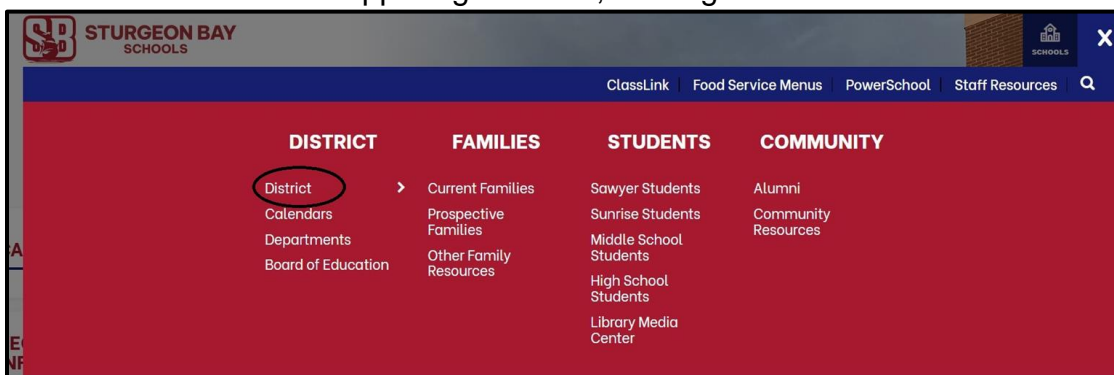 STURGEON BAY
SCHOOLS
SCHOOLS
X
ClassLink
Food Service Menus
PowerSchool
Staff Resources
DISTRICT
District
Calendars
Departments
Board of Education
FAMILIES
Current Families
Prospective
Families
Other Family
Resources
STUDENTS
Sawyer Students
Sunrise Students
Middle School
Students
High School
Students
Library Media
Center
COMMUNITY
Alumni
Community
Resources